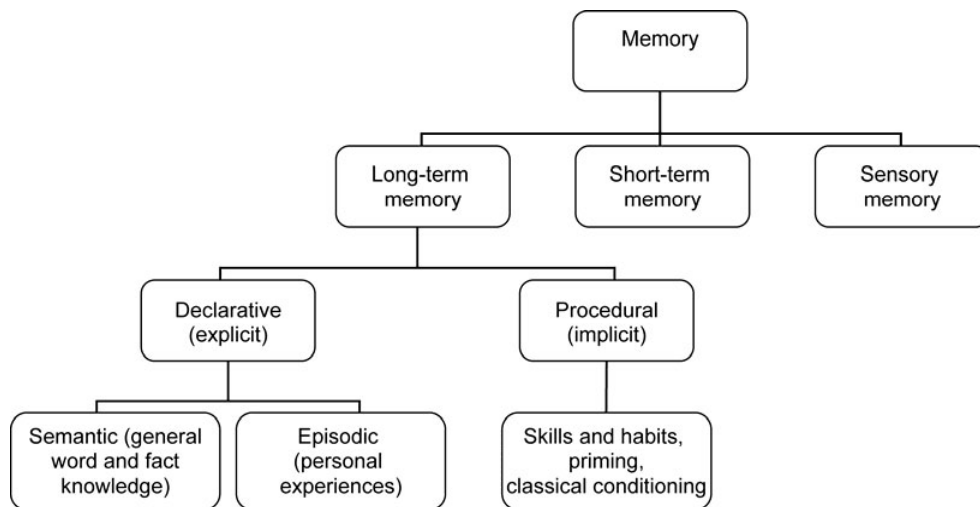 Memory
Long-term
memory
Short-term
memory
Sensory
memory
Declarative
(explicit)
Procedural
(implicit)
Semantic (general
word and fact
knowledge)
Episodic
(personal
experiences)
Skills and habits,
priming,
classical conditioning